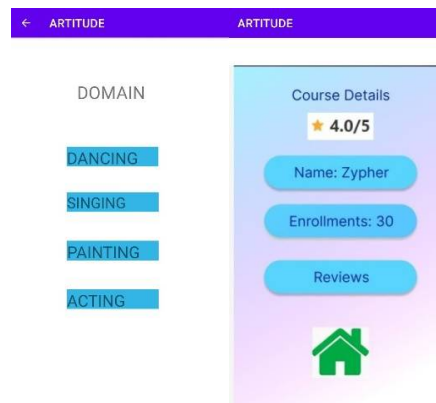 ARTITUDE
DOMAIN
DANCING
SINGING
PAINTING
ACTING
ARTITUDE
Course Details
4.0/5
Name: Zypher
Enrollments: 30
Reviews